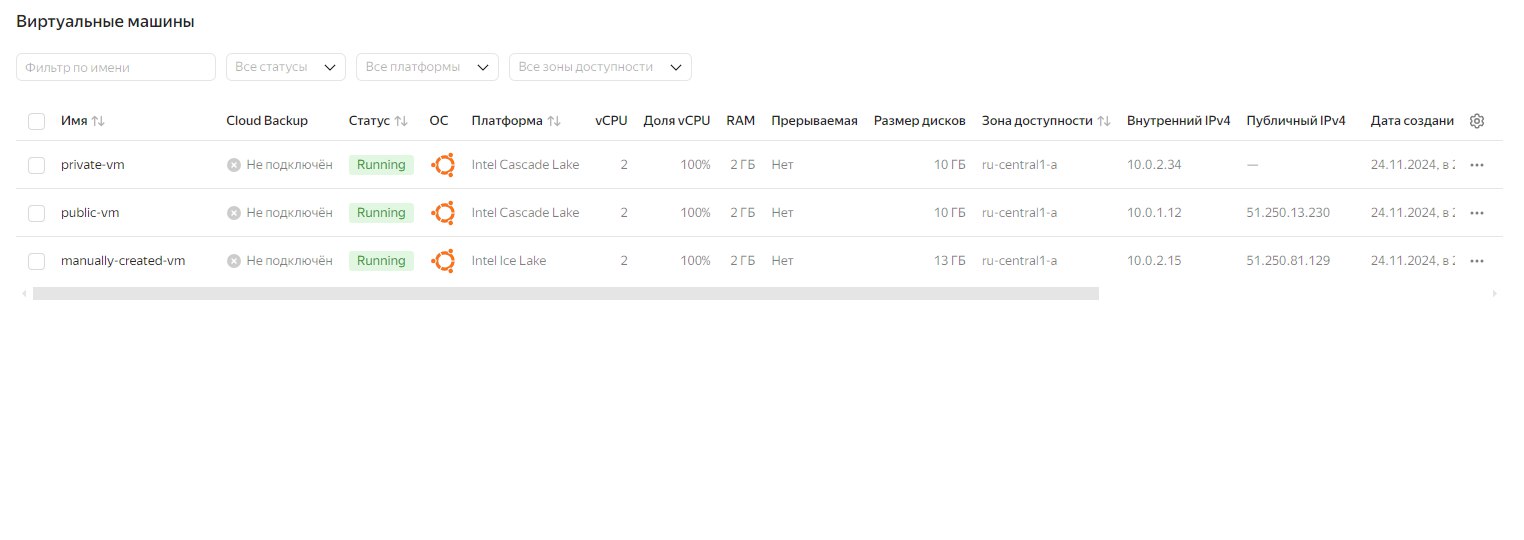 Виртуальные машины
Фильтр по имени Все статусы Все платформы Все зоны доступности
Имя Cloud Backup Статус ОС Платформа vCPU Доля vCPU RAM Прерываемая Размер дисков Зона доступности Внутренний IPv4 Публичный IPv4 Дата создани
private-vm Не подключён Running Intel Cascade Lake 2 100% 2 ГБ Нет 10 ГБ ru-central1-a 10.0.2.34 — 24.11.2024, в
public-vm Не подключён Running Intel Cascade Lake 2 100% 2 ГБ Нет 10 ГБ ru-central1-a 10.0.1.12 51.250.13.230 24.11.2024, в
manually-created-vm Не подключён Running Intel Ice Lake 2 100% 2 ГБ Нет 13 ГБ ru-central1-a 10.0.2.15 51.250.81.129 24.11.2024, в